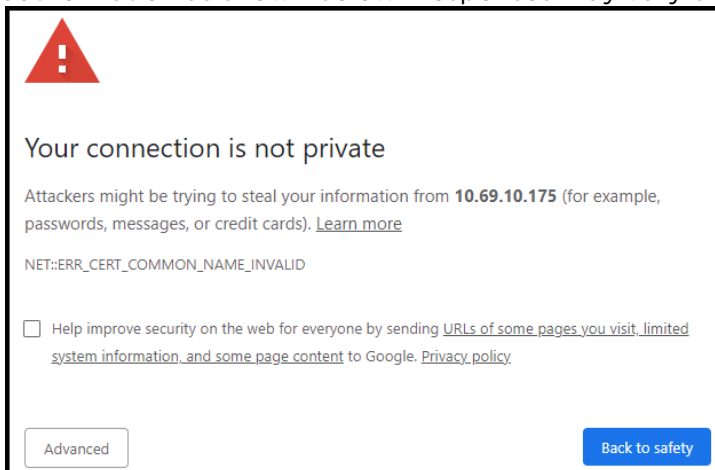 Your connection is not private
Attackers might be trying to steal your information from 10.69.10.175 (for example,
passwords, messages, or credit cards). Learn more
NET::ERR_CERT_COMMON_NAME_INVALID
Help improve security on the web for everyone by sending URLs of some pages you visit, limited
system information, and some page content to Google. Privacy policy
Advanced
Back to safety